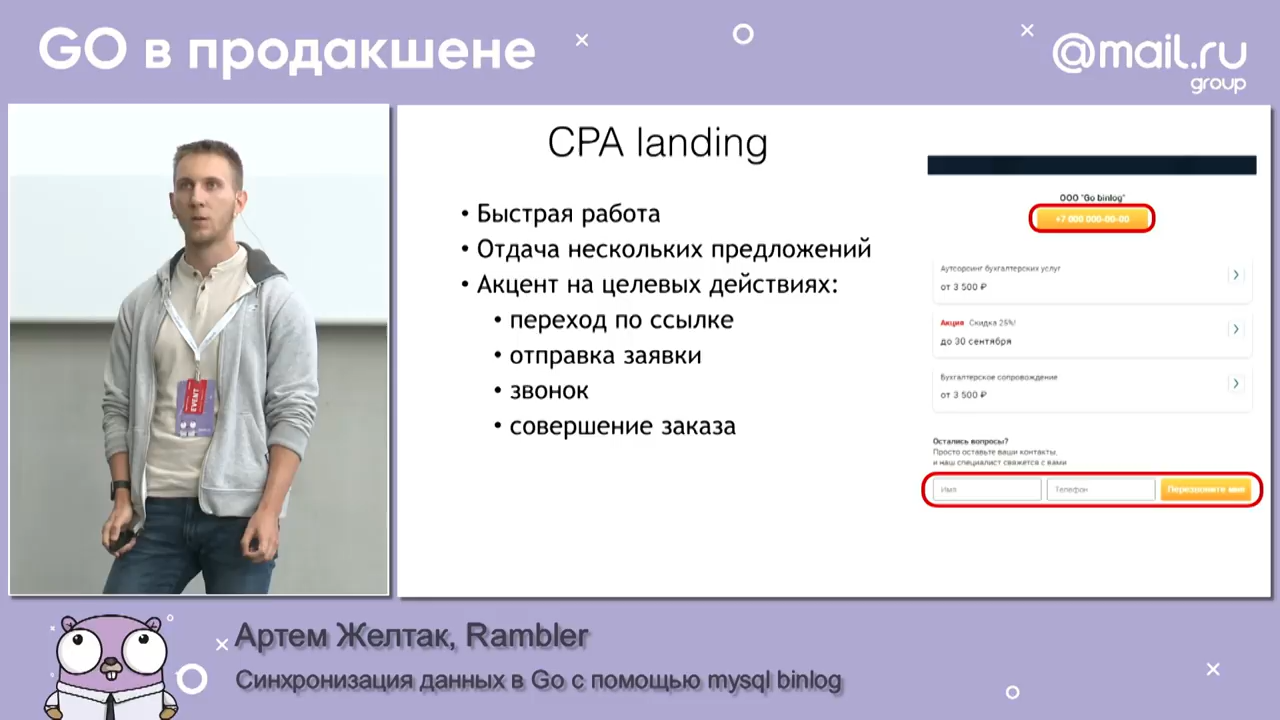 GO в продакшене
@mail.ru
group
CPA landing
• Быстрая работа
• Отдача нескольких предложений
• Акцент на целевых действиях:
• переход по ссылке
• отправка заявки
• звонок
• совершение заказа
ООО "Go binlog"
+7 000 000-00-00
Аутсорсинг бухгалтерских услуг
от 3 500 ₽
Акция Скидка 25%!
до 30 сентября
Бухгалтерское сопровождение
от 3 500 ₽
Остались вопросы?
Просто оставьте ваши контакты,
и наш специалист свяжется с вами
Имя
Телефон
Перезвоните мне
EVENT
Артем Желтак, Rambler
Синхронизация данных в Go с помощью mysql binlog